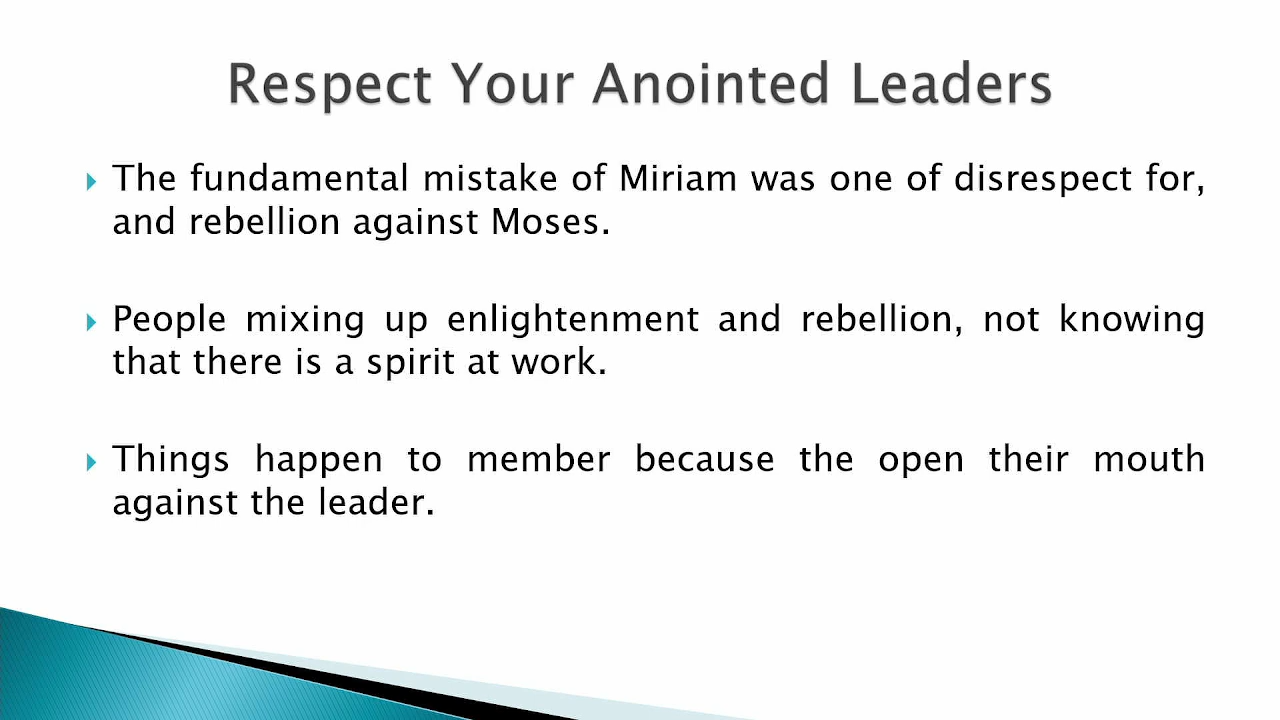 Respect Your Anointed Leaders
The fundamental mistake of Miriam was one of disrespect for,
and rebellion against Moses.
People mixing up enlightenment and rebellion, not knowing
that there is a spirit at work.
Things happen to member because the open their mouth
against the leader.